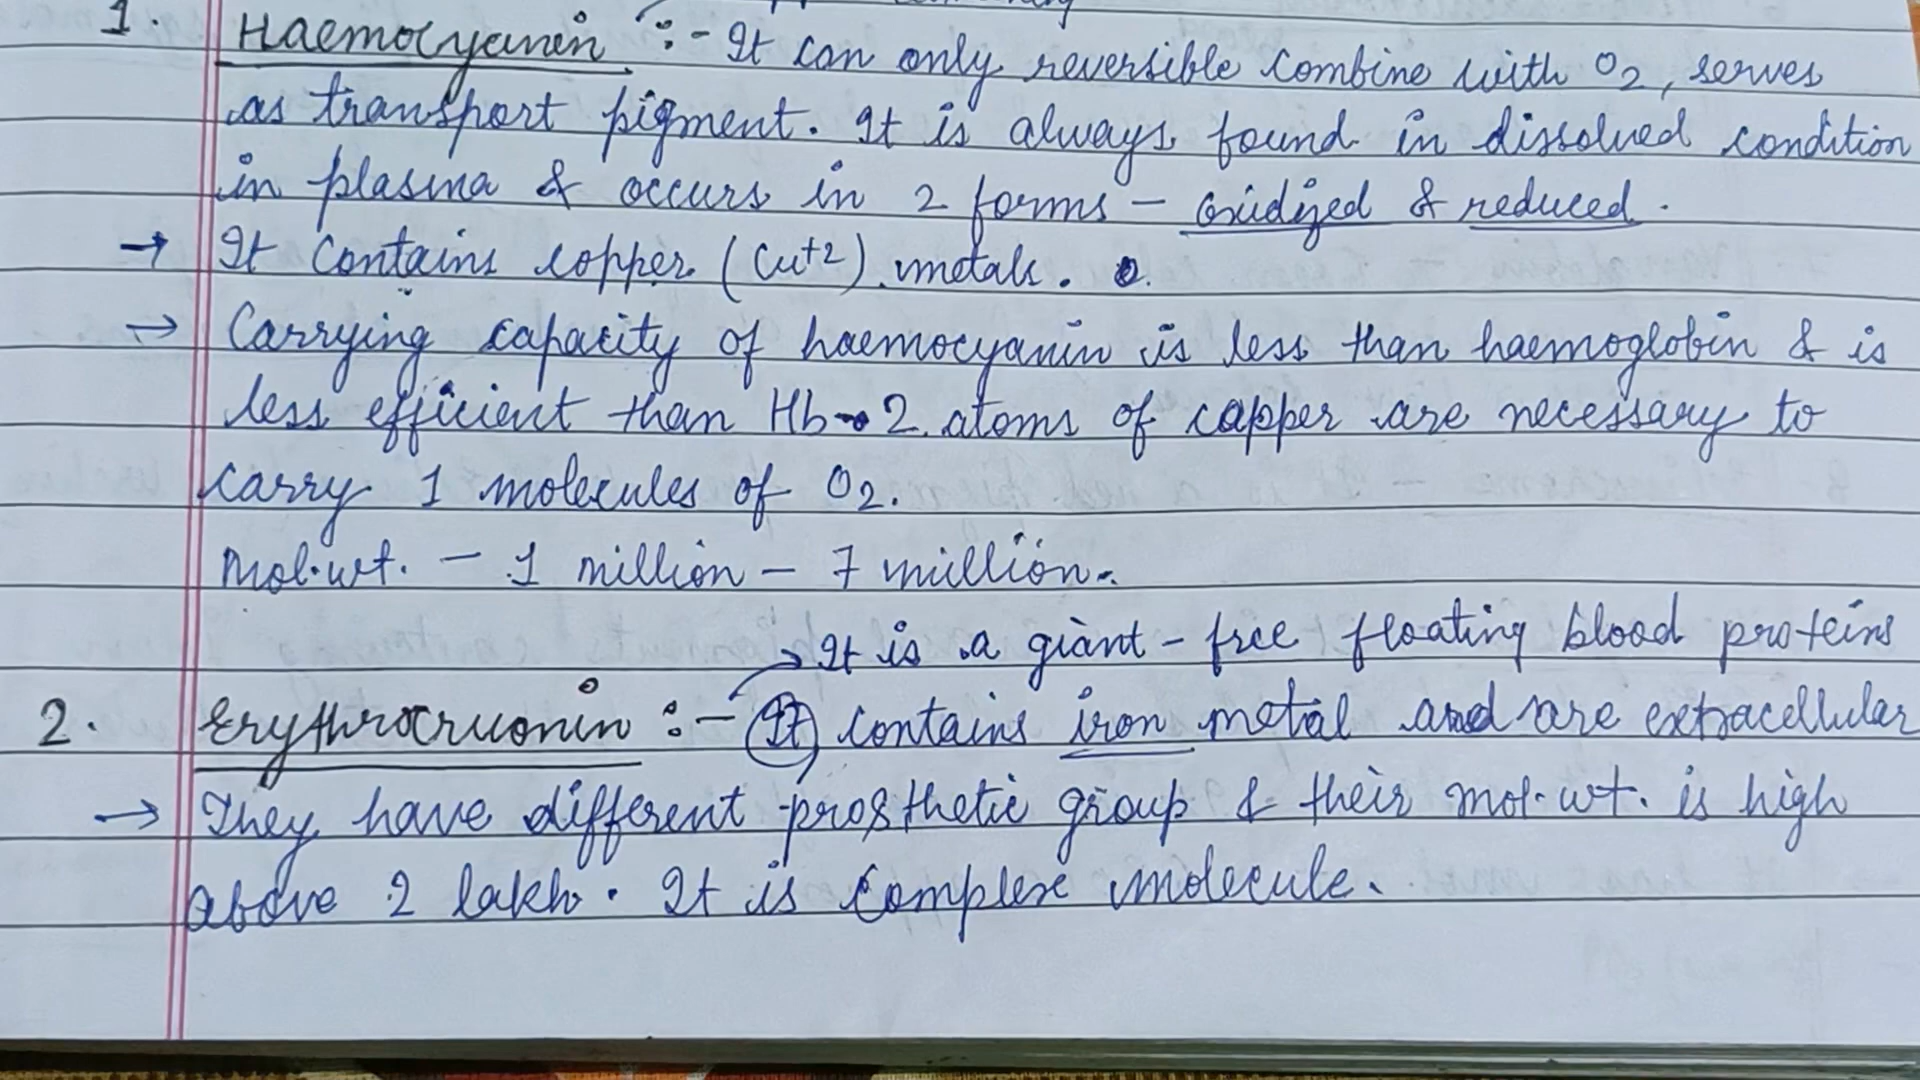 1. Haemocyanin :- It can only reversible combine with O2, serves
as transport pigment. It is always found in dissolved condition
in plasma & occurs in 2 forms - oxidized & reduced.
→ It contains copper (Cu+2) metals.
→ Carrying capacity of haemocyanin is less than haemoglobin & is
less efficient than Hb → 2 atoms of capper are necessary to
carry 1 molecules of O2.
Mol.wt. - 1 million - 7 million.
→ It is a giant - free floating blood proteins
2. Erythrocruonin :- It contains iron metal and are extracellular
→ They have different prosthetic group & their mol.wt. is high
above 2 lakh. It is complex molecule.